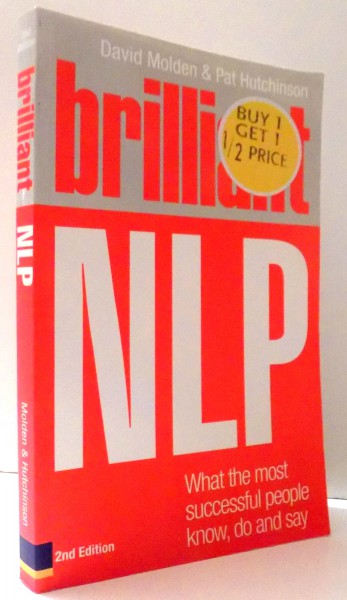 David Molden & Pat Hutchinson
brilliant
BUY 1
GET 1
1/2 PRICE
NLP
What the most
successful people
know, do and say
2nd Edition
brilliant
NLP
Molden & Hutchinson